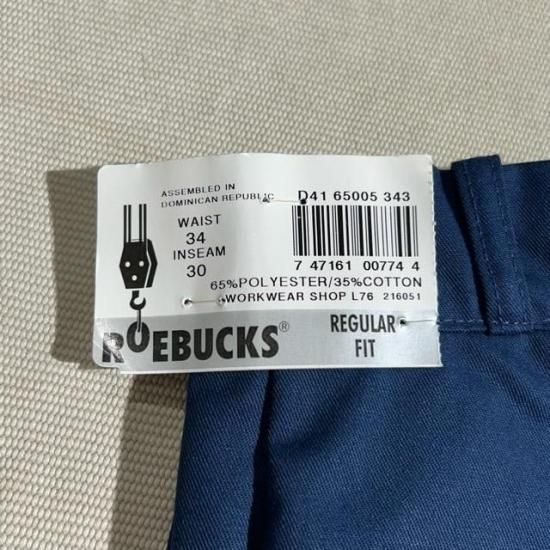 ASSEMBLED IN
DOMINICAN REPUBLIC
D41 65005 343
WAIST
34
INSEAM
30
7 47161 00774 4
65%POLYESTER/35%COTTON
WORKWEAR SHOP L76 216051
ROEBUCKS®
REGULAR
FIT